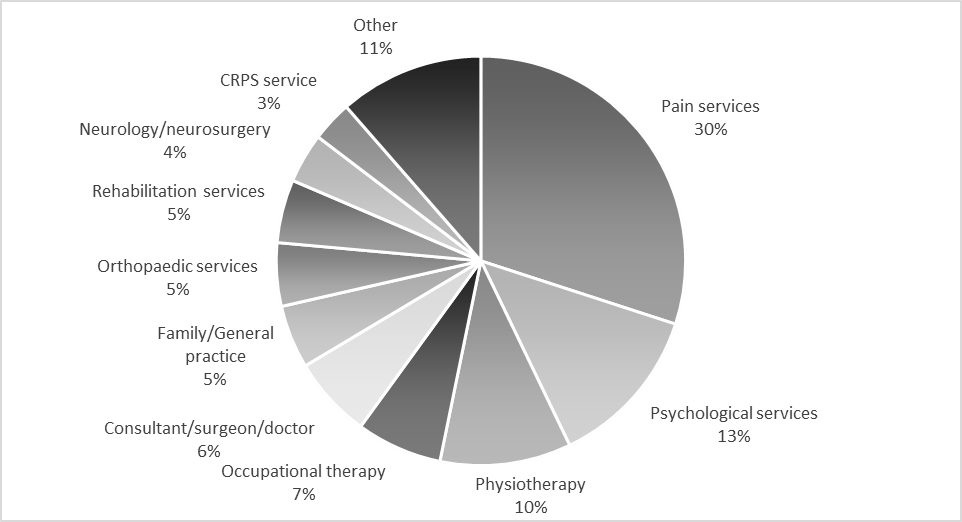 Other
11%
CRPS service
3%
Neurology/neurosurgery
4%
Rehabilitation services
5%
Orthopaedic services
5%
Family/General
practice
5%
Consultant/surgeon/doctor
6%
Occupational therapy
7%
Physiotherapy
10%
Psychological services
13%
Pain services
30%